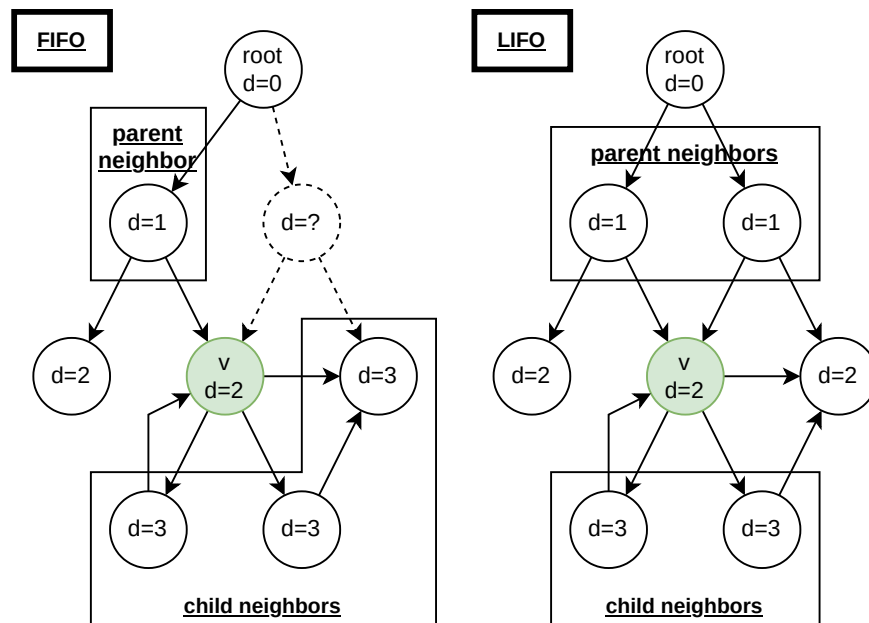 FIFO
root
d=0
parent
neighbor
d=1
d=?
d=2
v
d=2
d=3
d=3
d=3
child neighbors
LIFO
root
d=0
parent neighbors
d=1
d=1
d=2
v
d=2
d=2
d=3
d=3
child neighbors